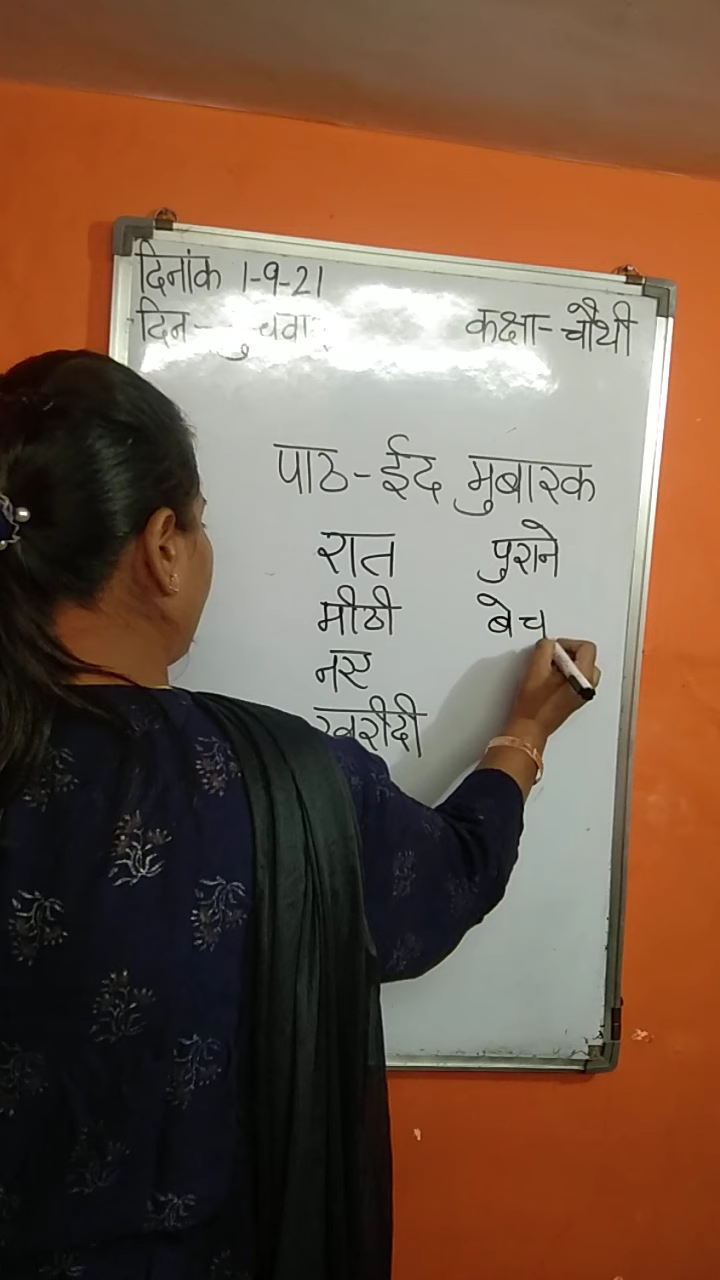 दिनांक 1-9-21
दिन-
कक्षा-चौथी
पाठ-ईद मुबारक
रात पुराने
मीठी बेच
नए
खरीदी